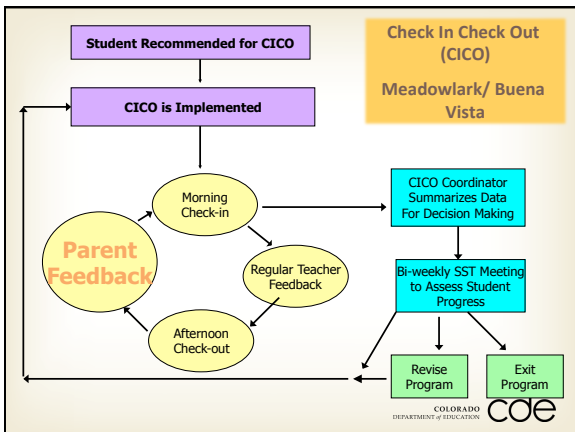 Student Recommended for CICO
Check In Check Out
(CICO)
Meadowlark/ Buena
Vista
CICO is Implemented
Morning
Check-in
CICO Coordinator
Summarizes Data
For Decision Making
Parent
Feedback
Regular Teacher
Feedback
Bi-weekly SST Meeting
to Assess Student
Progress
Afternoon
Check-out
Revise
Program
Exit
Program
COLORADO
DEPARTMENT of EDUCATION
cde